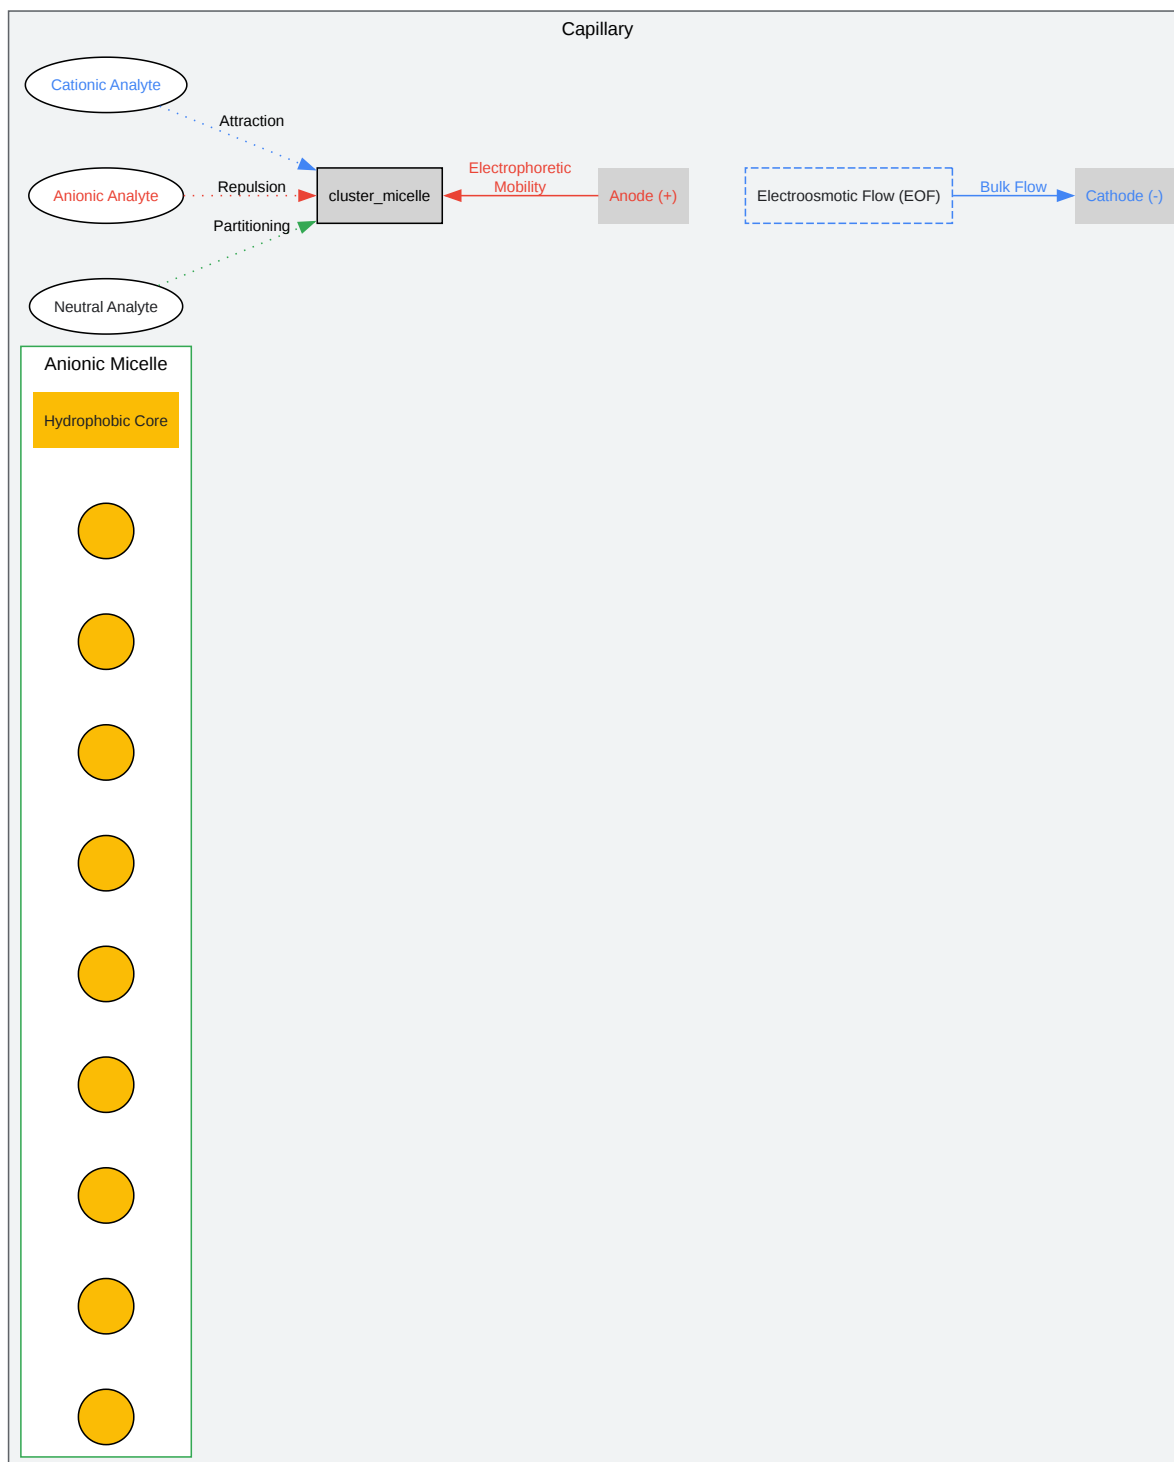 Capillary
Cationic Analyte
Attraction
Anionic Analyte
Repulsion
cluster_micelle
Electrophoretic
Mobility
Anode (+)
Electroosmotic Flow (EOF)
Bulk Flow
Cathode (-)
Partitioning
Neutral Analyte
Anionic Micelle
Hydrophobic Core